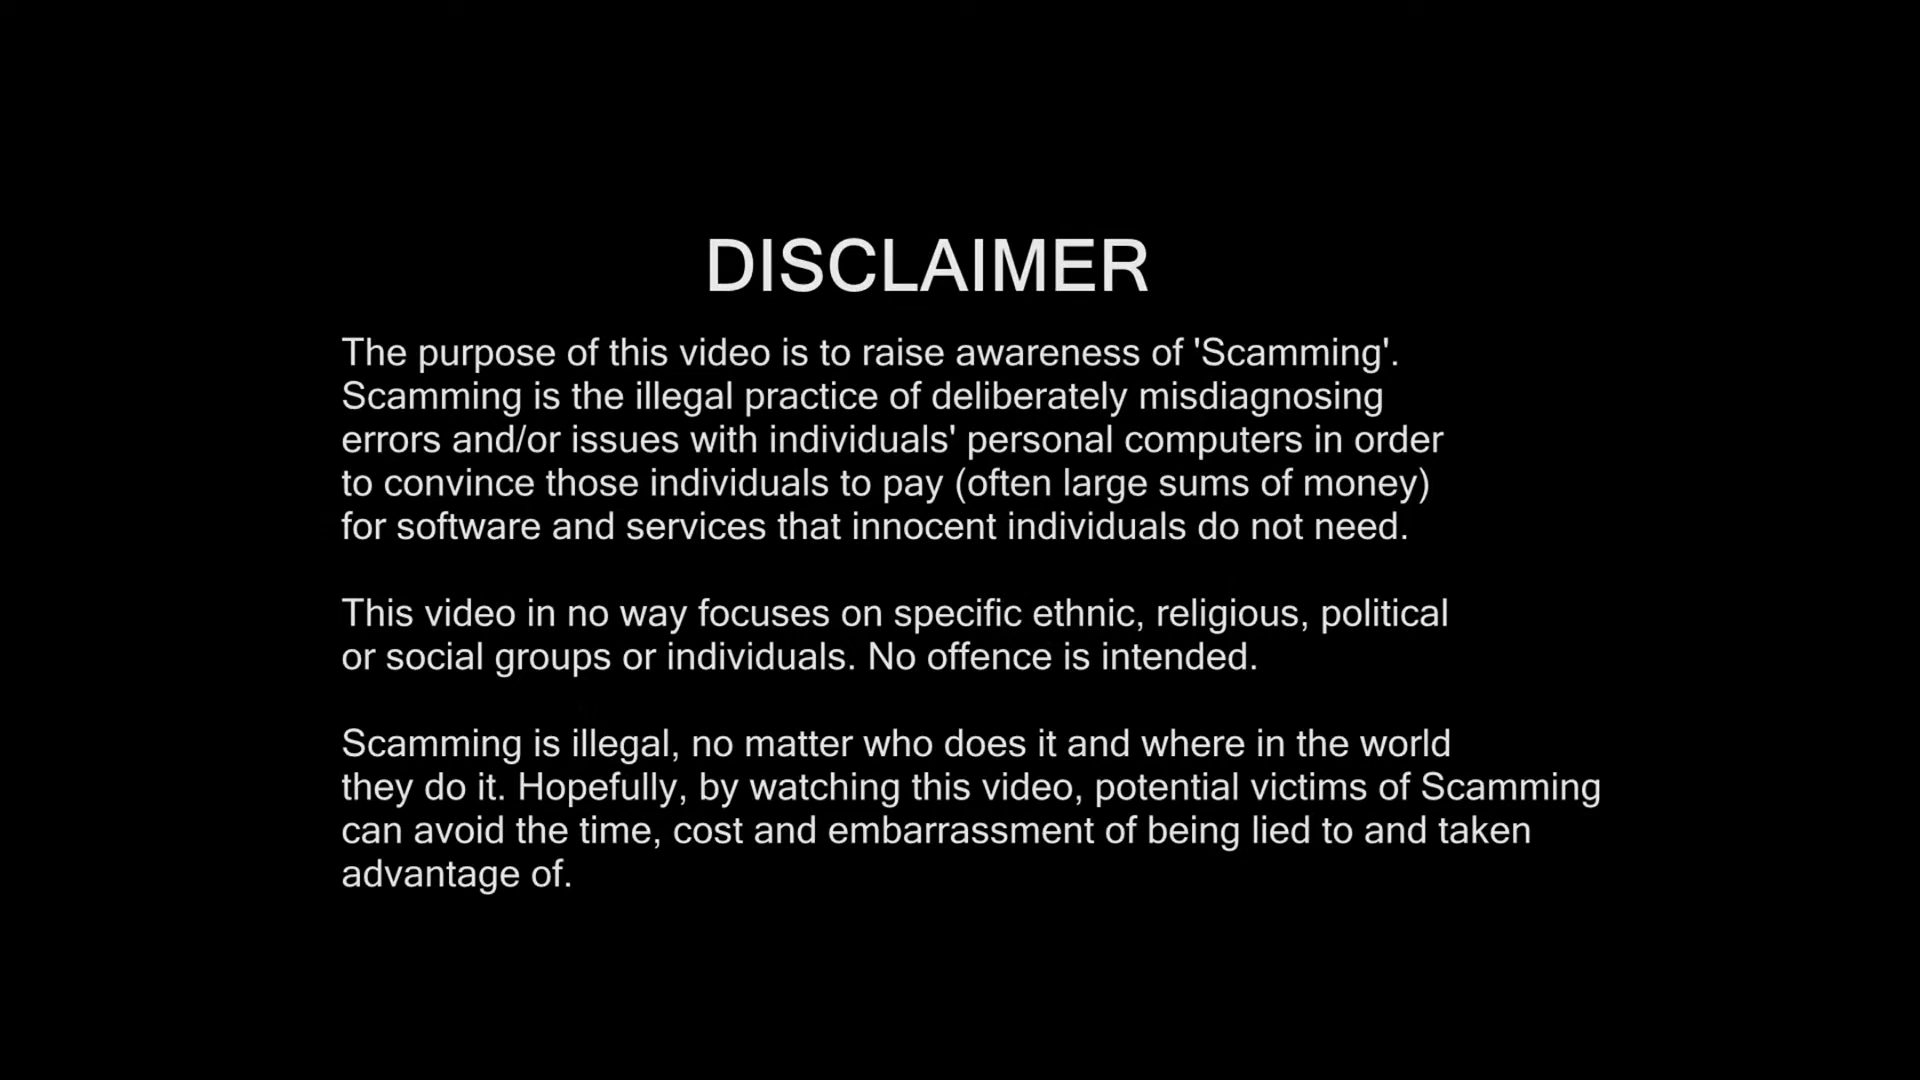 DISCLAIMER
The purpose of this video is to raise awareness of 'Scamming'.
Scamming is the illegal practice of deliberately misdiagnosing
errors and/or issues with individuals' personal computers in order
to convince those individuals to pay (often large sums of money)
for software and services that innocent individuals do not need.
This video in no way focuses on specific ethnic, religious, political
or social groups or individuals. No offence is intended.
Scamming is illegal, no matter who does it and where in the world
they do it. Hopefully, by watching this video, potential victims of Scamming
can avoid the time, cost and embarrassment of being lied to and taken
advantage of.